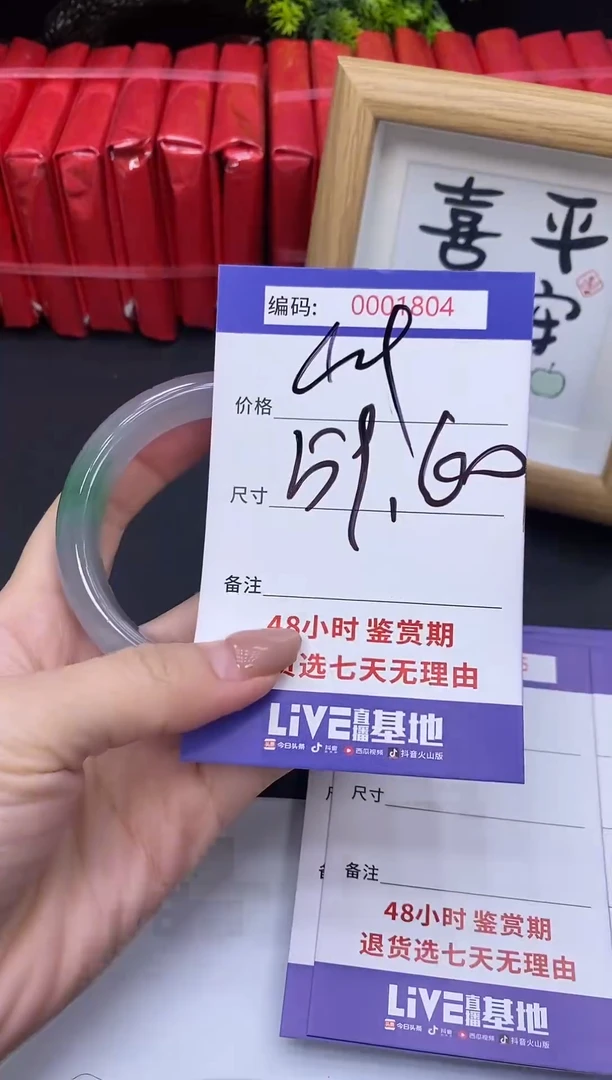 喜平
安
编码: 0001804
价格
尺寸
备注
48小时 鉴赏期
货选七天无理由
LiVE直播基地
今日头条 抖音 西瓜视频 抖音火山版
尺寸
备注
48小时 鉴赏期
退货选七天无理由
LiVE直播基地
今日头条 抖音 西瓜视频 抖音火山版